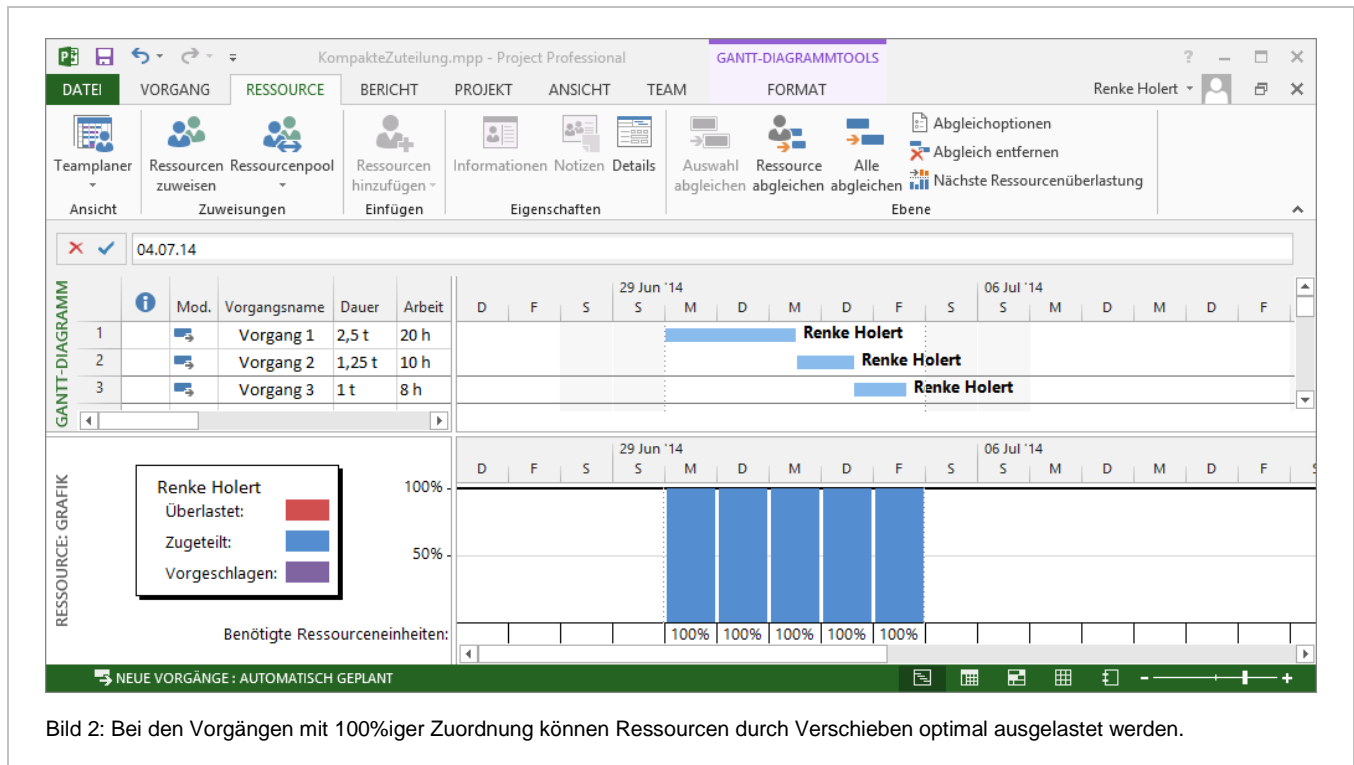 KompakteZuteilung.mpp - Project Professional GANTT-DIAGRAMMTOOLS ?
DATEI VORGANG RESSOURCE BERICHT PROJEKT ANSICHT TEAM FORMAT Renke Holert
Teamplaner
Ressourcen zuweisen
Ressourcenpool
Ressourcen hinzufügen
Informationen Notizen Details
Auswahl abgleichen
Ressource abgleichen
Alle abgleichen
Abgleichoptionen
Abgleich entfernen
Nächste Ressourcenüberlastung
Ansicht Zuweisungen Einfügen Eigenschaften Ebene
04.07.14
GANTT-DIAGRAMM
Mod. Vorgangsname Dauer Arbeit
29 Jun '14 06 Jul '14
D F S S M D M D F S S M D M D F
1 Vorgang 1 2,5 t 20 h Renke Holert
2 Vorgang 2 1,25 t 10 h Renke Holert
3 Vorgang 3 1 t 8 h Renke Holert
RESSOURCE: GRAFIK
29 Jun '14 06 Jul '14
D F S S M D M D F S S M D M D F S
Renke Holert
Überlastet:
Zugeteilt:
Vorgeschlagen:
100%
50%
Benötigte Ressourceneinheiten: 100% 100% 100% 100% 100%
NEUE VORGÄNGE : AUTOMATISCH GEPLANT
Bild 2: Bei den Vorgängen mit 100%iger Zuordnung können Ressourcen durch Verschieben optimal ausgelastet werden.